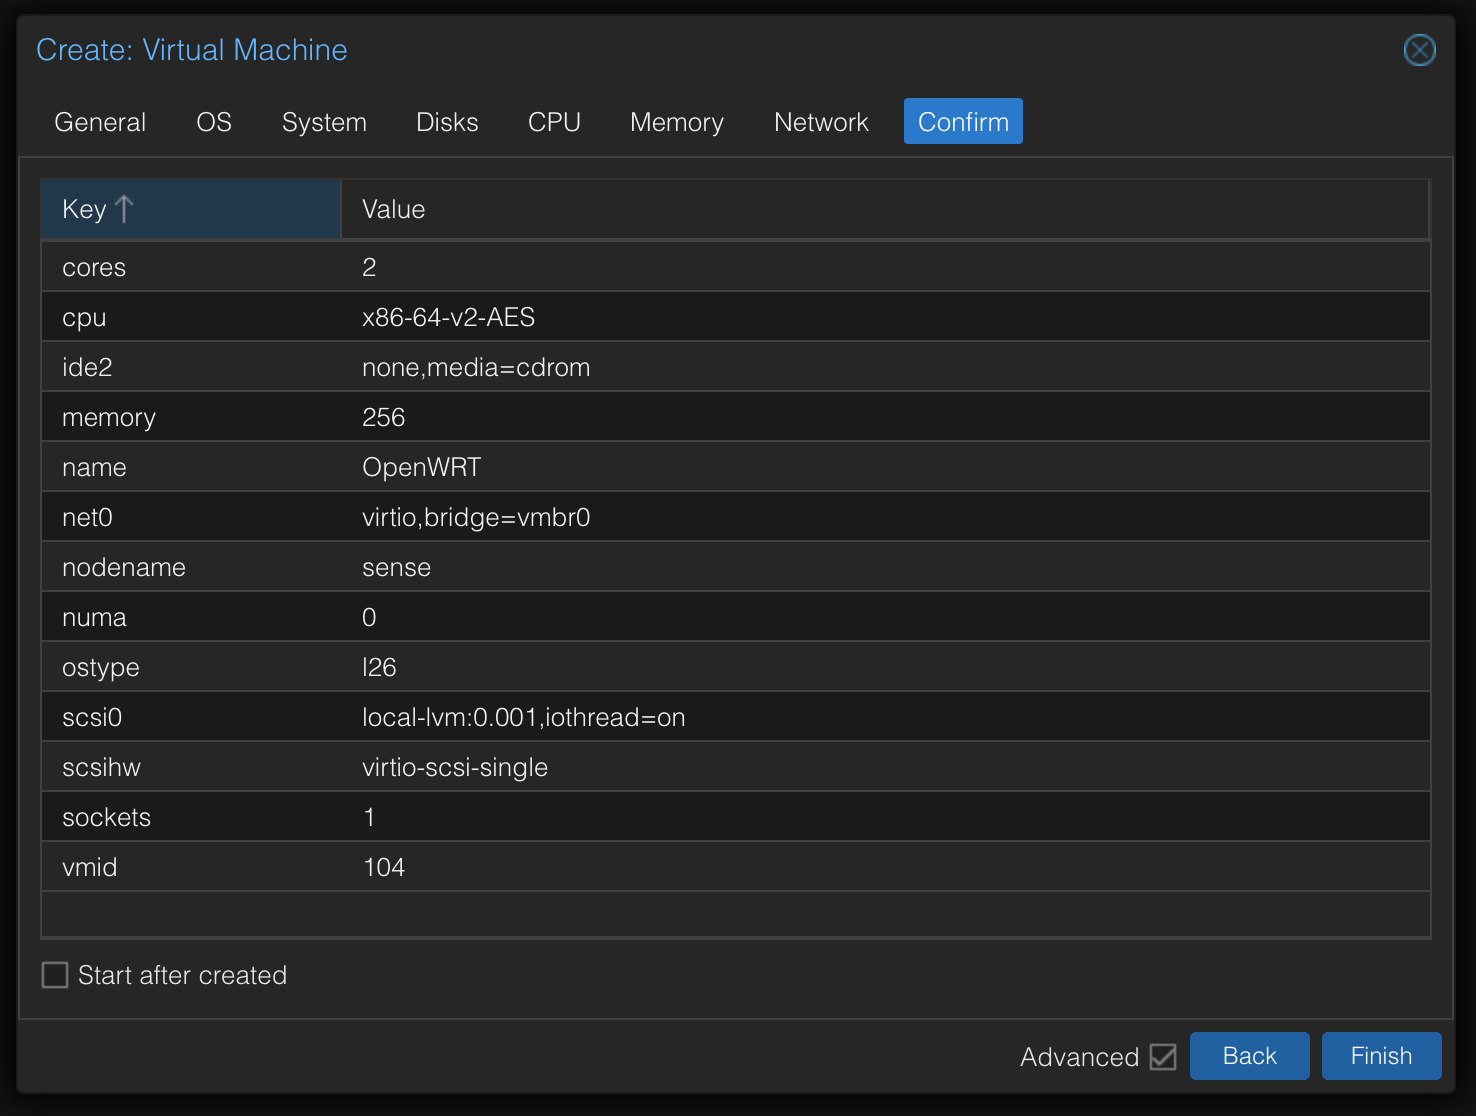 Create: Virtual Machine
General OS System Disks CPU Memory Network Confirm
Key Value
cores 2
cpu x86-64-v2-AES
ide2 none,media=cdrom
memory 256
name OpenWRT
net0 virtio,bridge=vmbr0
nodename sense
numa 0
ostype l26
scsi0 local-lvm:0.001,iothread=on
scsihw virtio-scsi-single
sockets 1
vmid 104
Start after created
Advanced Back Finish